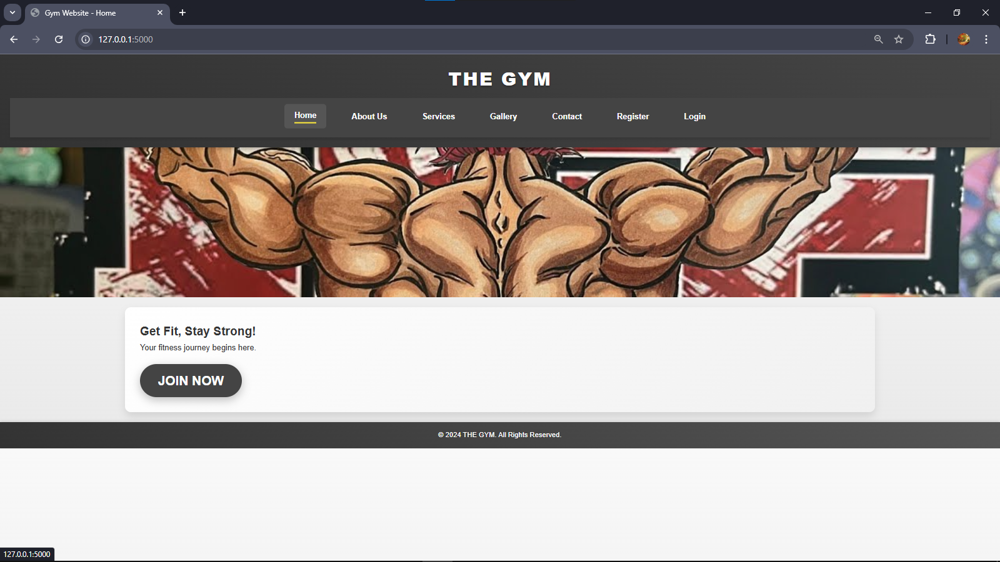 Gym Website - Home
127.0.0.1:5000
THE GYM
Home About Us Services Gallery Contact Register Login
Get Fit, Stay Strong!
Your fitness journey begins here.
JOIN NOW
© 2024 THE GYM. All Rights Reserved.
127.0.0.1:5000